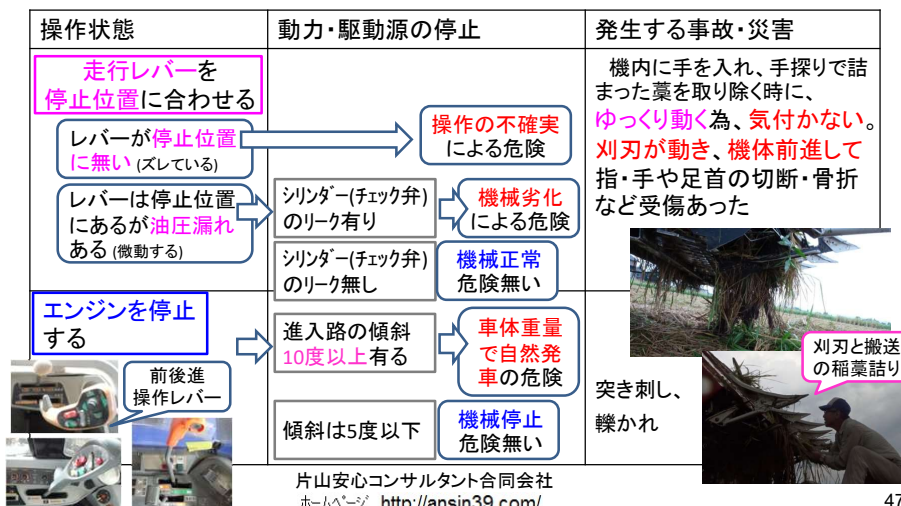 操作状態
動力・駆動源の停止
発生する事故・災害
走行レバーを
停止位置に合わせる
レバーが停止位置
に無い (ズレている)
操作の不確実
による危険
レバーは停止位置
にあるが油圧漏れ
ある (微動する)
シリンダー(チェック弁)
のリーク有り
機械劣化
による危険
シリンダー(チェック弁)
のリーク無し
機械正常
危険無い
機内に手を入れ、手探りで詰
まった藁を取り除く時に、
ゆっくり動く為、気付かない。
刈刃が動き、機体前進して
指・手や足首の切断・骨折
など受傷あった
エンジンを停止
する
進入路の傾斜
10度以上有る
車体重量
で自然発
車の危険
前後進
操作レバー
傾斜は5度以下
機械停止
危険無い
突き刺し、
轢かれ
刈刃と搬送
の稲藁詰り
片山安心コンサルタント合同会社
ホームページ http://ansin39.com/
47